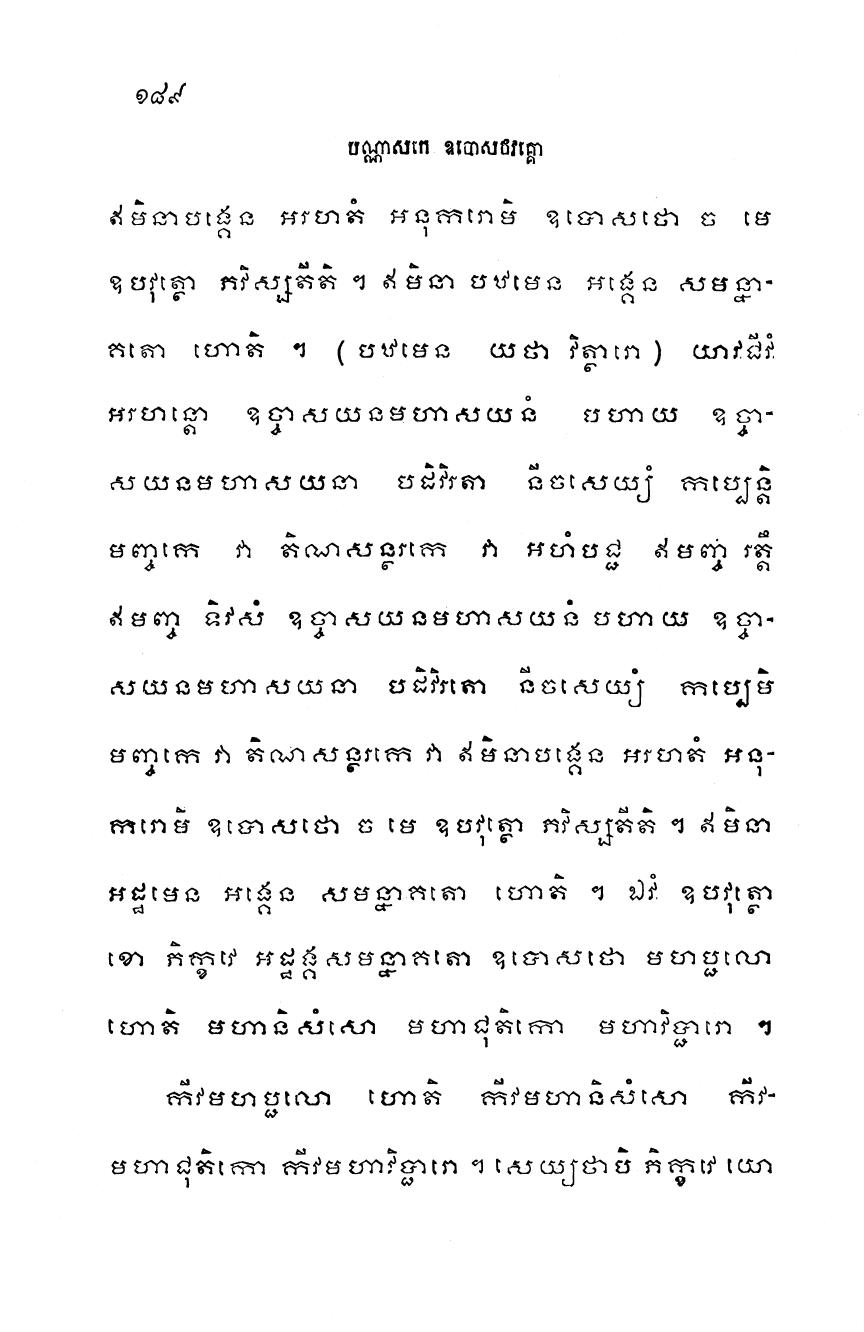 ១៨៩
បណ្ណាសកេ ឧបោសថវគ្គោ
ឥមិនាបង្គេន អរហតំ អនុករោមិ ឧបោសថោ ច មេ
ឧបវុត្ថោ ភវិស្សតីតិ ។ ឥមិនា បឋមេន អង្គេន សមន្នា-
គតោ ហោតិ ។ (បឋមេន យថា វិត្ថារោ) យាវជីវំ
អរហន្តោ ឧច្ចាសយនមហាសយនំ បហាយ ឧច្ចា-
សយនមហាសយនា បដិវិរតា នីចសេយ្យំ កប្បេន្តិ
មញ្ចកេ វា តិណសន្ថរកេ វា អហំបជ្ជ ឥមញ្ចំ រត្តឹ
ឥមញ្ច ទិវសំ ឧច្ចាសយនមហាសយនំ បហាយ ឧច្ចា-
សយនមហាសយនា បដិវិរតោ នីចសេយ្យំ កប្បេមិ
មញ្ចកេ វា តិណសន្ថរកេ វា ឥមិនាបង្គេន អរហតំ អនុ-
ករោមិ ឧបោសថោ ច មេ ឧបវុត្ថោ ភវិស្សតីតិ ។ ឥមិនា
អដ្ឋមេន អង្គេន សមន្នាគតោ ហោតិ ។ ឯវំ ឧបវុត្ថោ
ខោ ភិក្ខវេ អដ្ឋង្គសមន្នាគតោ ឧបោសថោ មហប្ផលោ
ហោតិ មហានិសំសោ មហាជុតិកោ មហាវិប្ផារោ ។
កីវមហប្ផលោ ហោតិ កីវមហានិសំសោ កីវ-
មហាជុតិកោ កីវមហាវិប្ផារោ ។ សេយ្យថាបិ ភិក្ខវេ យោ